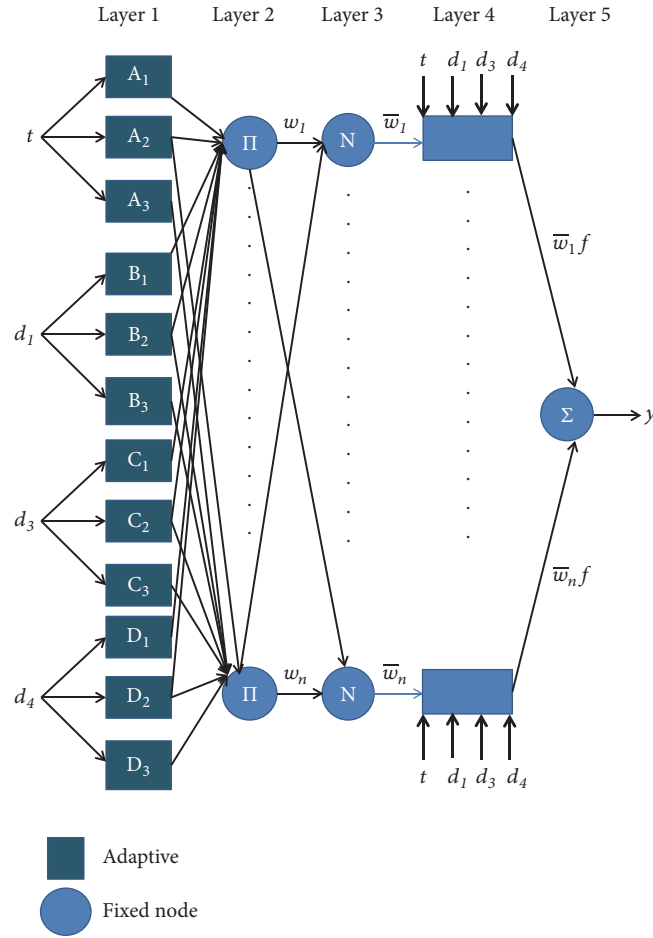 Layer 1 Layer 2 Layer 3 Layer 4 Layer 5
t d₁ d₃ d₄
A₁
t A₂ Π w₁ N w̅₁
A₃
w̅₁ f
B₁
d₁ B₂
B₃
Σ y
C₁
d₃ C₂
w̅ₙ f
C₃
D₁
d₄ D₂ Π wₙ N w̅ₙ
D₃
t d₁ d₃ d₄
Adaptive
Fixed node